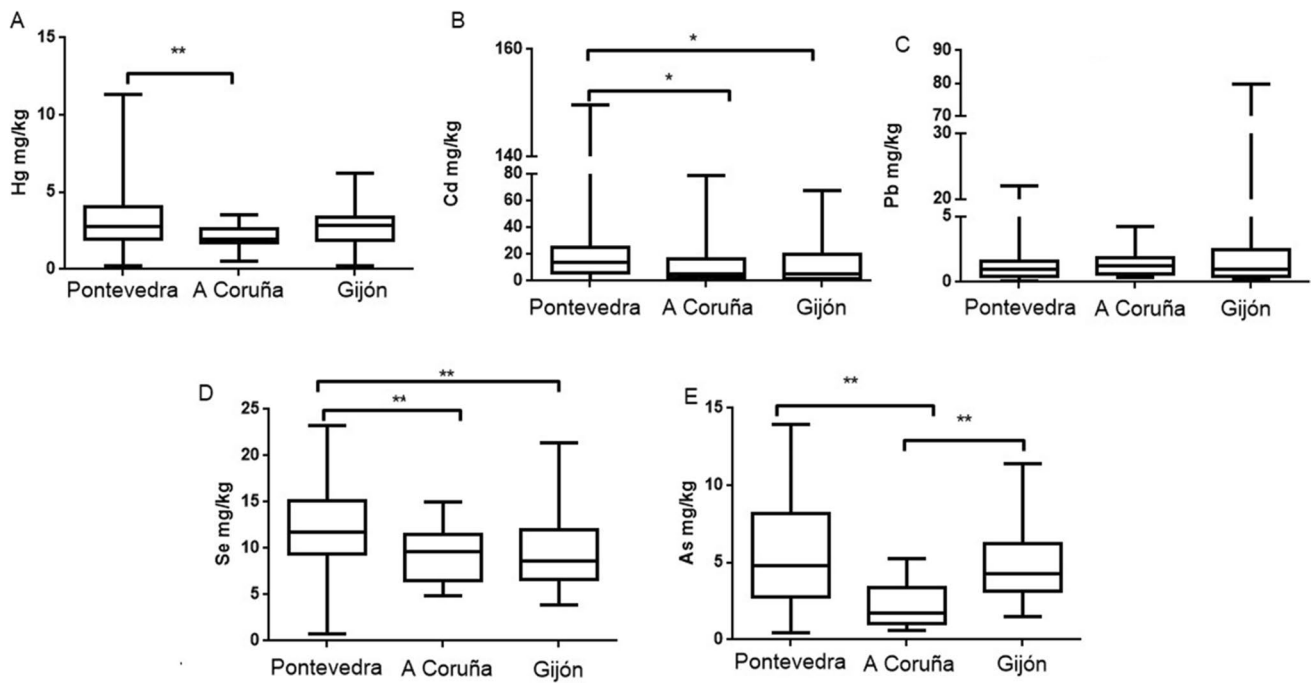 A
Hg mg/kg
15
10
5
0
**
Pontevedra A Coruña Gijón
B
Cd mg/kg
160
140
80
60
40
20
0
*
*
Pontevedra A Coruña Gijón
C
Pb mg/kg
90
80
70
30
20
5
0
Pontevedra A Coruña Gijón
D
Se mg/kg
25
20
15
10
5
0
**
**
Pontevedra A Coruña Gijón
E
As mg/kg
15
10
5
0
**
**
Pontevedra A Coruña Gijón